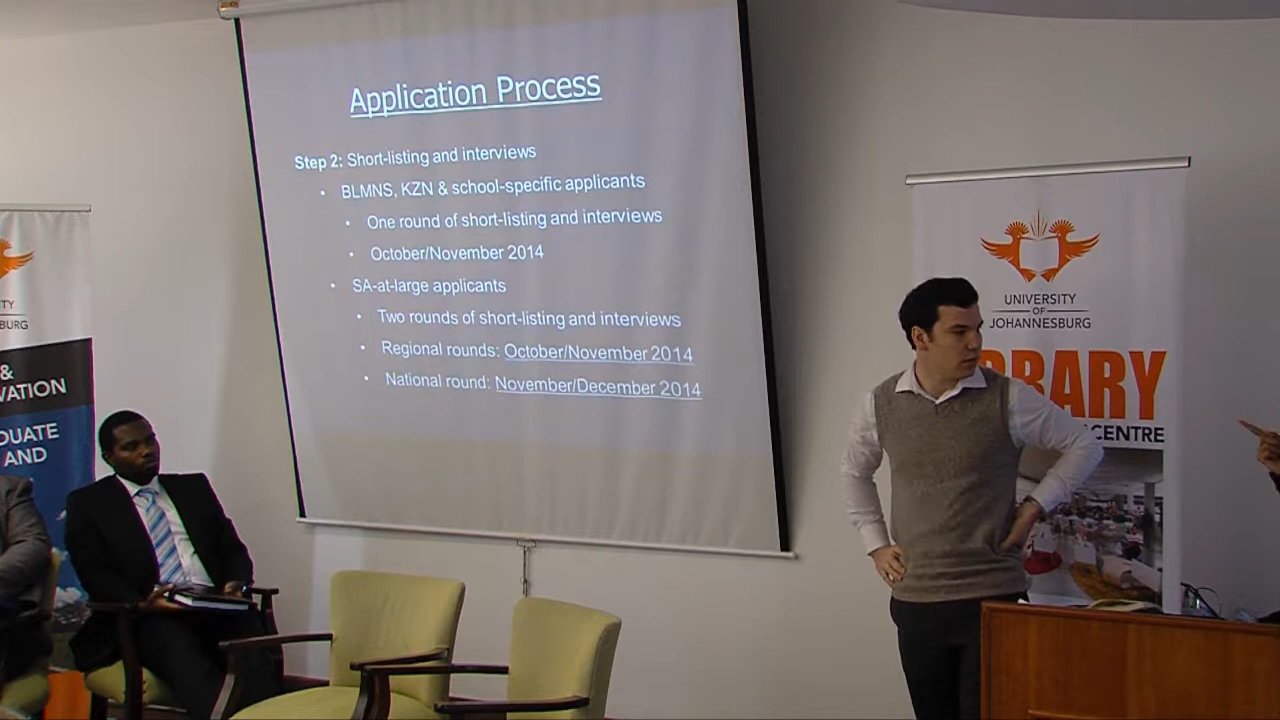 Application Process
Step 2: Short-listing and interviews
• BLMNS, KZN & school-specific applicants
• One round of short-listing and interviews
• October/November 2014
• SA-at-large applicants
• Two rounds of short-listing and interviews
• Regional rounds: October/November 2014
• National round: November/December 2014
TY
BURG
&
VATION
DUATE
AND
UNIVERSITY
OF
JOHANNESBURG
BRARY
CENTRE